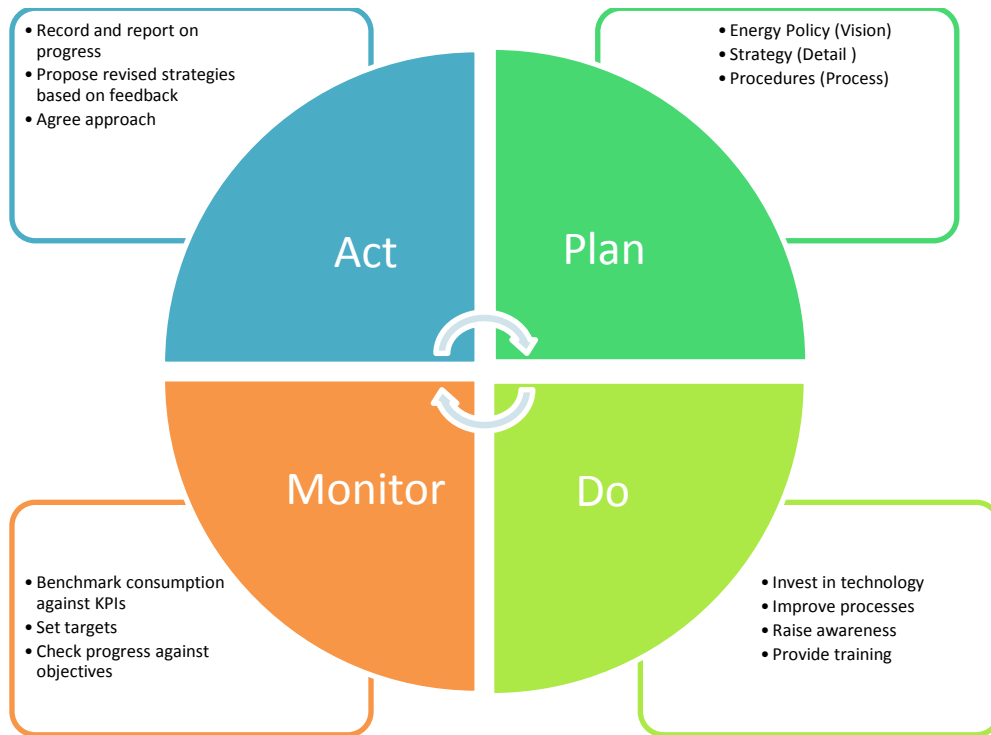 • Record and report on
progress
• Propose revised strategies
based on feedback
• Agree approach
• Energy Policy (Vision)
• Strategy (Detail )
• Procedures (Process)
Act
Plan
Monitor
Do
• Benchmark consumption
against KPIs
• Set targets
• Check progress against
objectives
• Invest in technology
• Improve processes
• Raise awareness
• Provide training